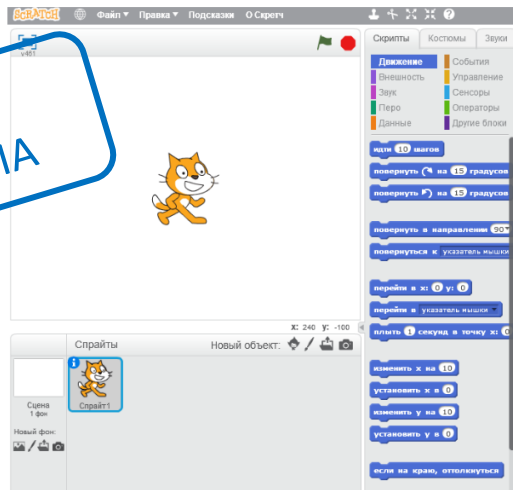 SCRATCH Файл Правка Подсказки О Скретч
v461
ЛА
x: 240 y: -100
Спрайты Новый объект:
Сцена
1 фон
Новый фон:
Спрайт1
Скрипты Костюмы Звуки
Движение События
Внешность Управление
Звук Сенсоры
Перо Операторы
Данные Другие блоки
идти 10 шагов
повернуть на 15 градусов
повернуть на 15 градусов
повернуть в направлении 90
повернуться к указатель мышки
перейти в x: 0 y: 0
перейти в указатель мышки
плыть 1 секунд в точку x: 0
изменить x на 10
установить x в 0
изменить y на 10
установить y в 0
если на краю, оттолкнуться